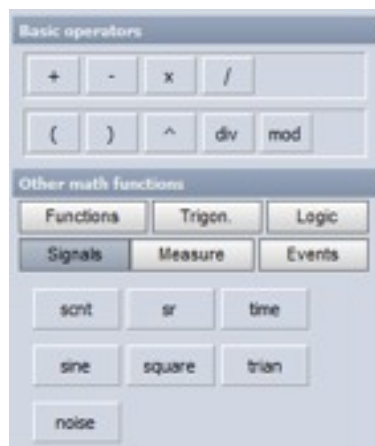 Basic operators
+ - x /
( ) ^ div mod
Other math functions
Functions Trigon. Logic
Signals Measure Events
scnt sr time
sine square trian
noise